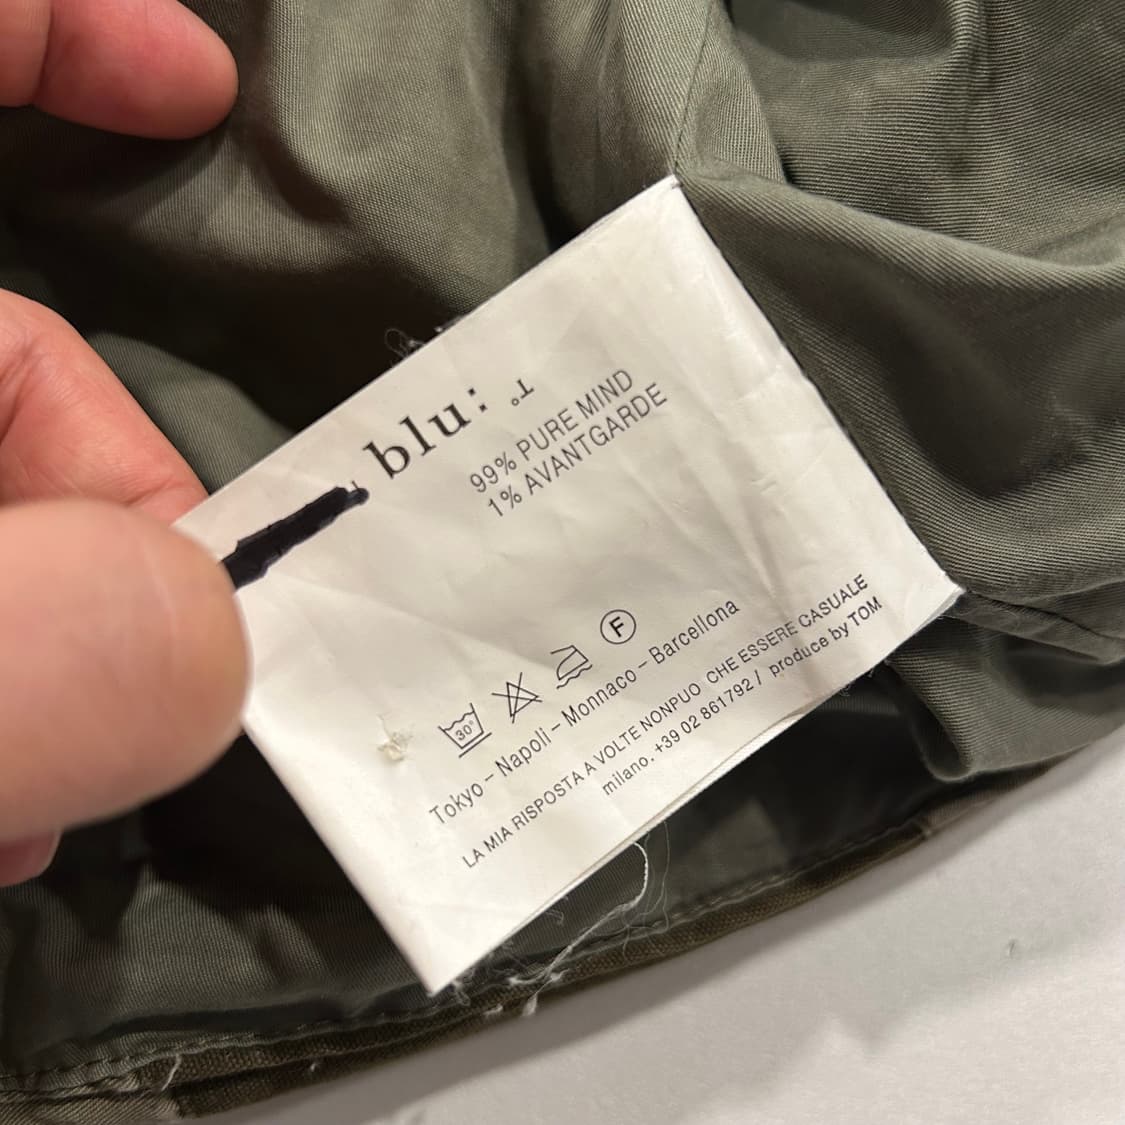 blu:
99% PURE MIND
1% AVANTGARDE
30°
F
Tokyo – Napoli – Monnaco – Barcellona
LA MIA RISPOSTA A VOLTE NONPUO CHE ESSERE CASUALE
milano. +39 02 861792 / produce by TOM